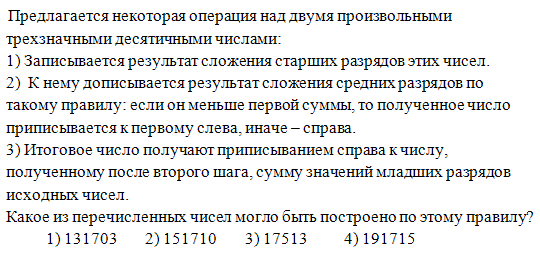 Предлагается некоторая операция над двумя произвольными
трехзначными десятичными числами:
1) Записывается результат сложения старших разрядов этих чисел.
2) К нему дописывается результат сложения средних разрядов по
такому правилу: если он меньше первой суммы, то полученное число
приписывается к первому слева, иначе – справа.
3) Итоговое число получают приписыванием справа к числу,
полученному после второго шага, сумму значений младших разрядов
исходных чисел.
Какое из перечисленных чисел могло быть построено по этому правилу?
1) 131703 2) 151710 3) 17513 4) 191715